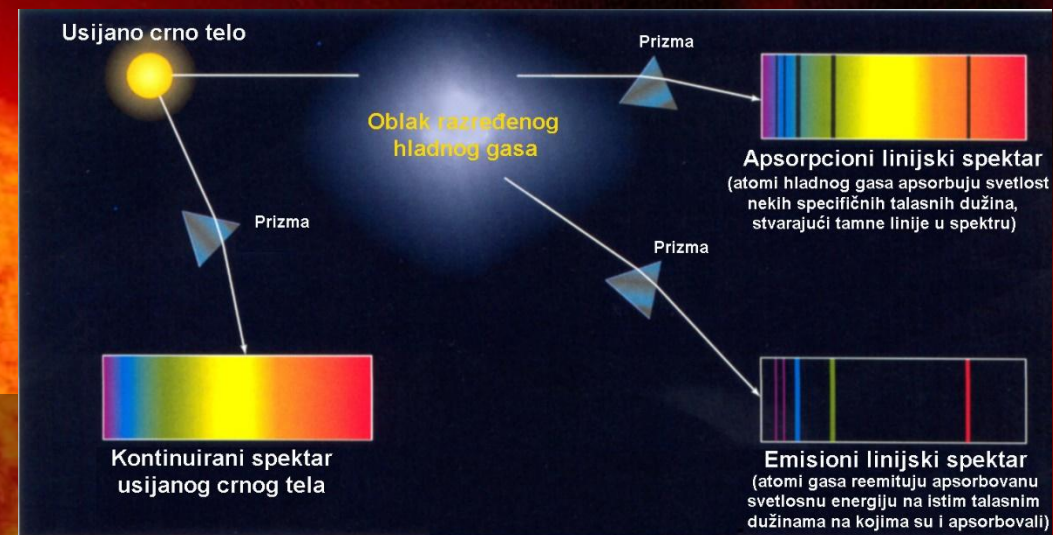 Usijano crno telo
Prizma
Oblak razređenog
hladnog gasa
Apsorpcioni linijski spektar
(atomi hladnog gasa apsorbuju svetlost
nekih specifičnih talasnih dužina,
stvarajući tamne linije u spektru)
Prizma
Prizma
Kontinuirani spektar
usijanog crnog tela
Emisioni linijski spektar
(atomi gasa reemituju apsorbovanu
svetlosnu energiju na istim talasnim
dužinama na kojima su i apsorbovali)